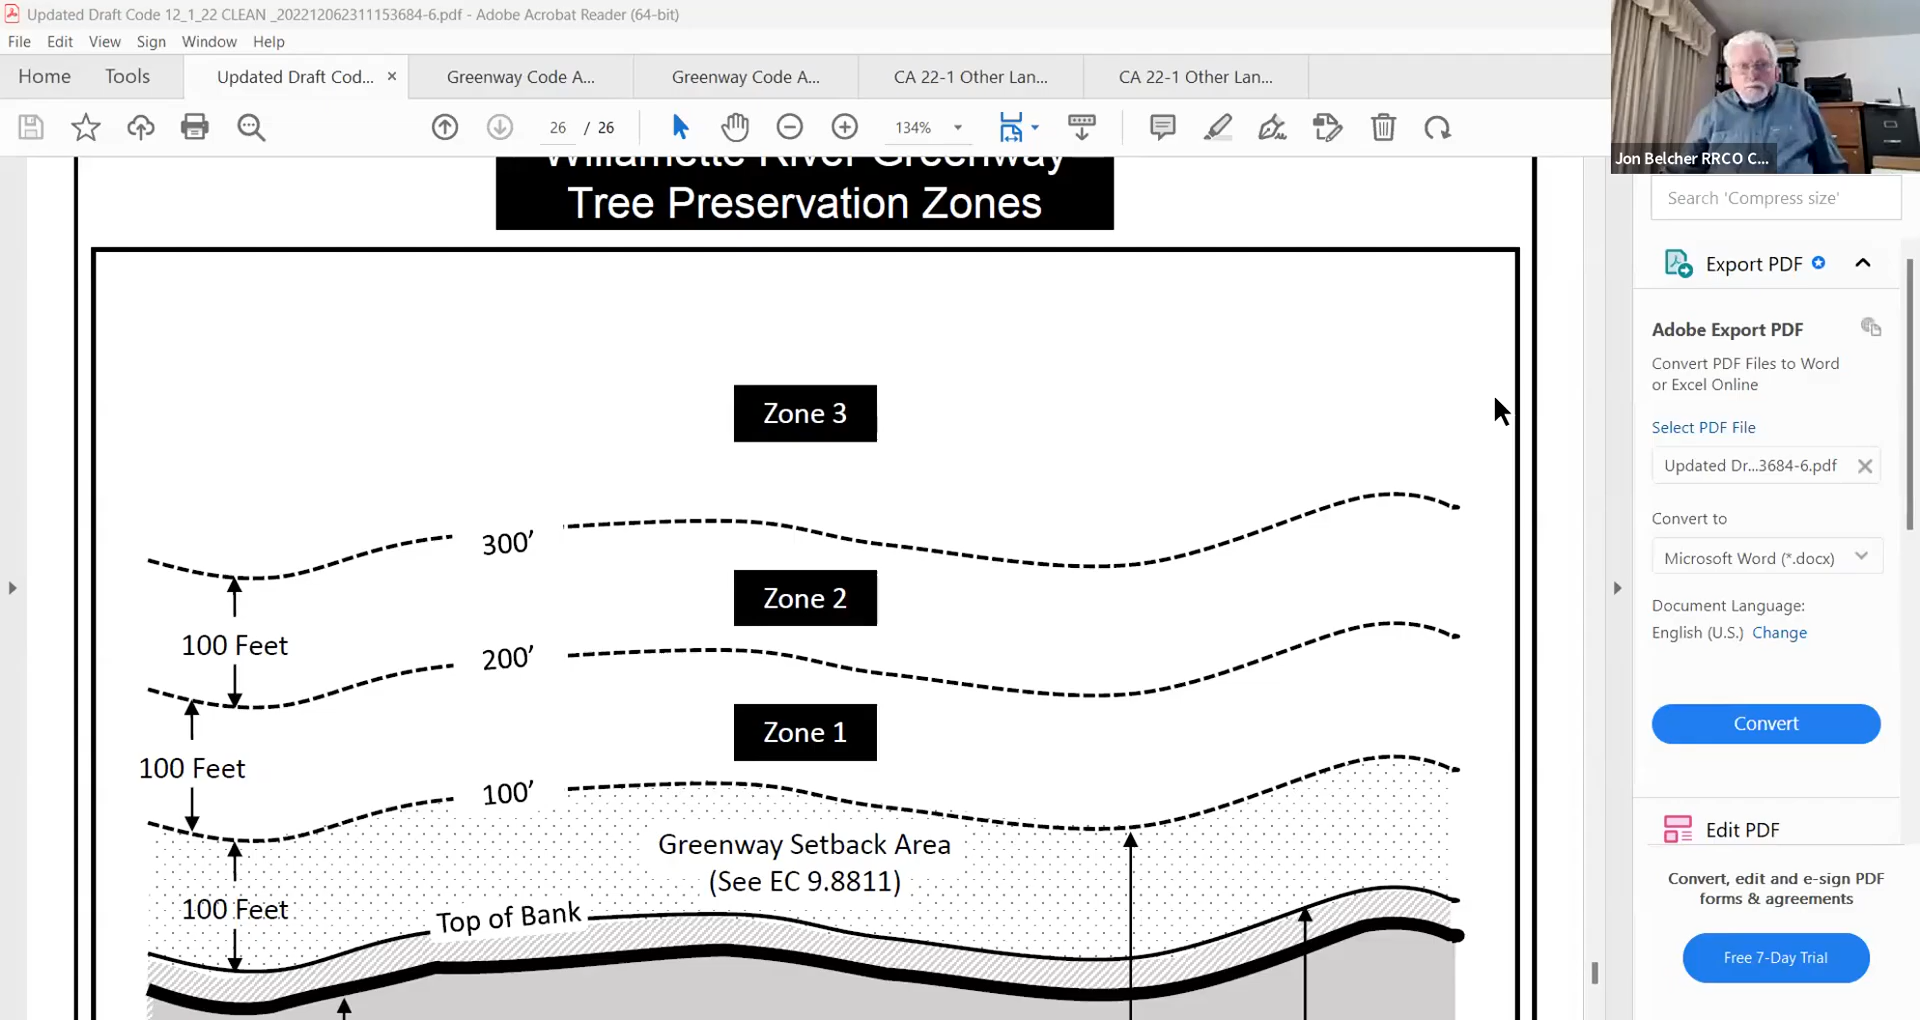 Updated Draft Code 12_1_22 CLEAN _202212062311153684-6.pdf - Adobe Acrobat Reader (64-bit)
File Edit View Sign Window Help
Home Tools Updated Draft Cod... × Greenway Code A... Greenway Code A... CA 22-1 Other Lan... CA 22-1 Other Lan...
26 / 26 134%
Jon Belcher RRCO C...
Willamette River Greenway
Tree Preservation Zones
Search 'Compress size'
Export PDF
Adobe Export PDF
Convert PDF Files to Word
or Excel Online
Select PDF File
Updated Dr...3684-6.pdf
Convert to
Microsoft Word (*.docx)
Document Language:
English (U.S.) Change
Convert
Edit PDF
Convert, edit and e-sign PDF
forms & agreements
Free 7-Day Trial
Zone 3
300’
Zone 2
100 Feet
200’
Zone 1
100 Feet
100’
Greenway Setback Area
(See EC 9.8811)
100 Feet
Top of Bank